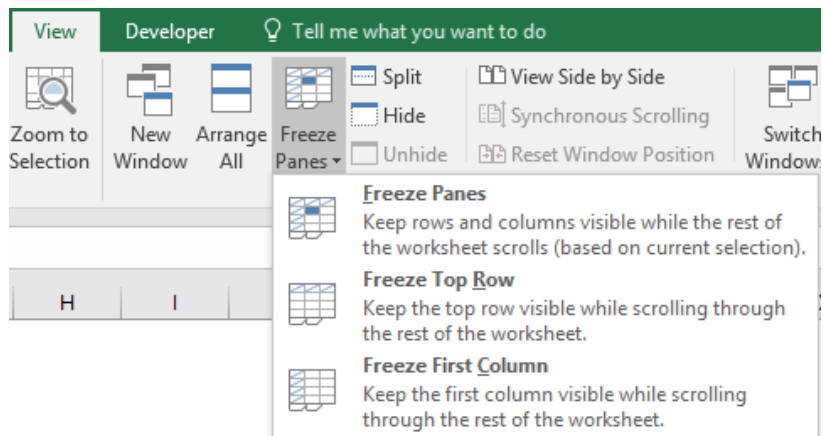 View Developer Tell me what you want to do
Zoom to Selection
New Window
Arrange All
Freeze Panes
Split
Hide
Unhide
View Side by Side
Synchronous Scrolling
Reset Window Position
Switch
Freeze Panes
Keep rows and columns visible while the rest of
the worksheet scrolls (based on current selection).
Freeze Top Row
Keep the top row visible while scrolling through
the rest of the worksheet.
Freeze First Column
Keep the first column visible while scrolling
through the rest of the worksheet.
H I